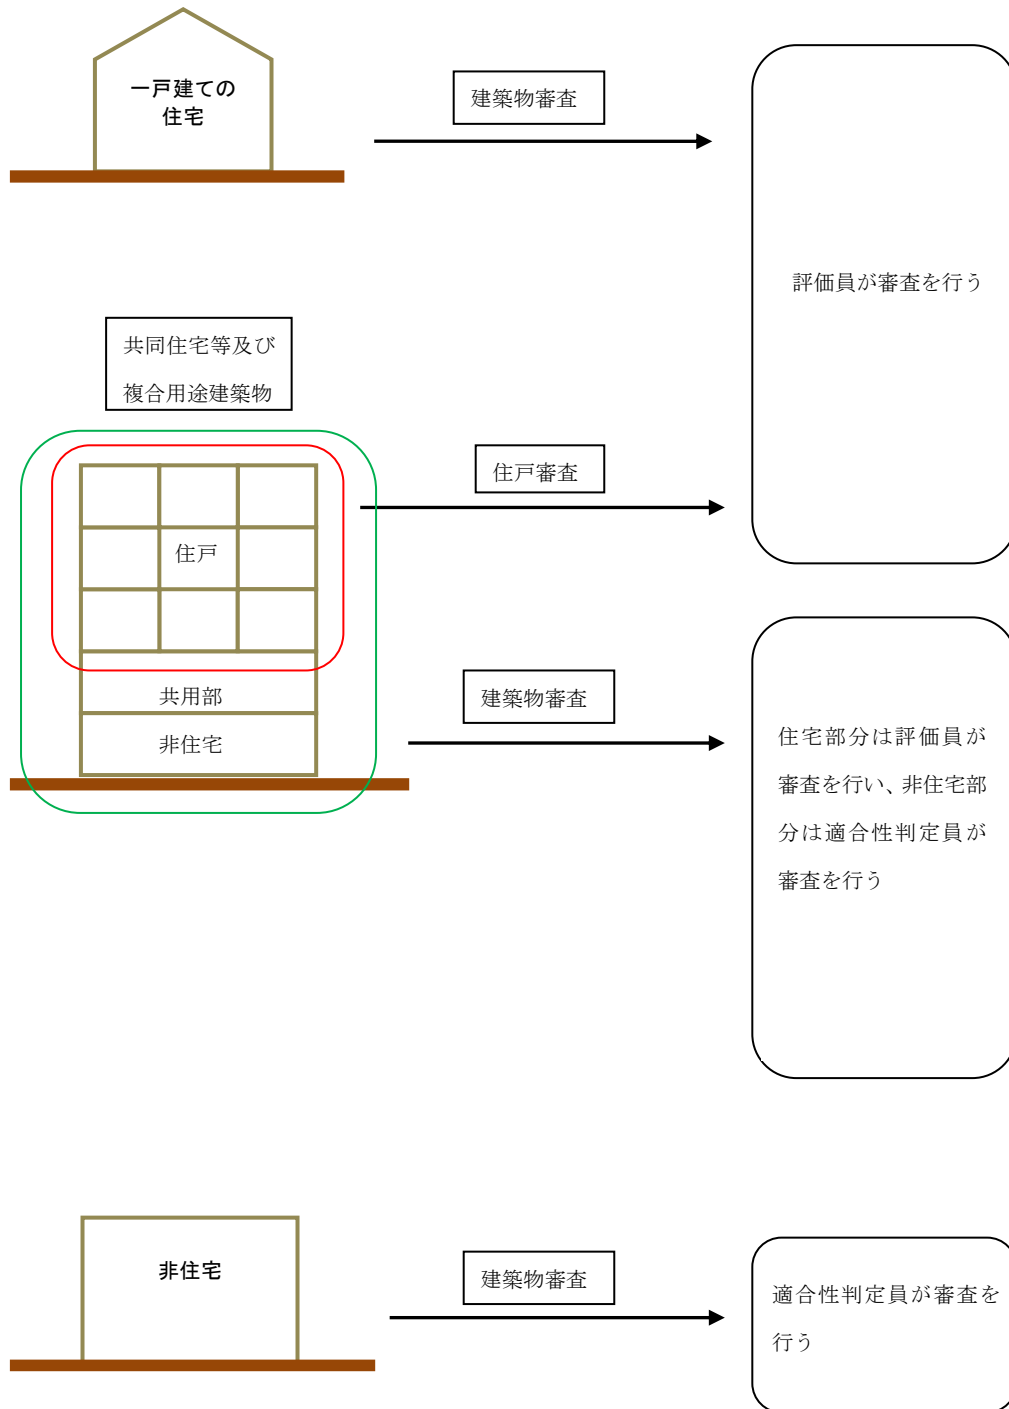 一戸建ての
住宅
建築物審査
評価員が審査を行う
共同住宅等及び
複合用途建築物
住戸審査
住戸
共用部
非住宅
建築物審査
住宅部分は評価員が
審査を行い、非住宅部
分は適合性判定員が
審査を行う
非住宅
建築物審査
適合性判定員が審査を
行う